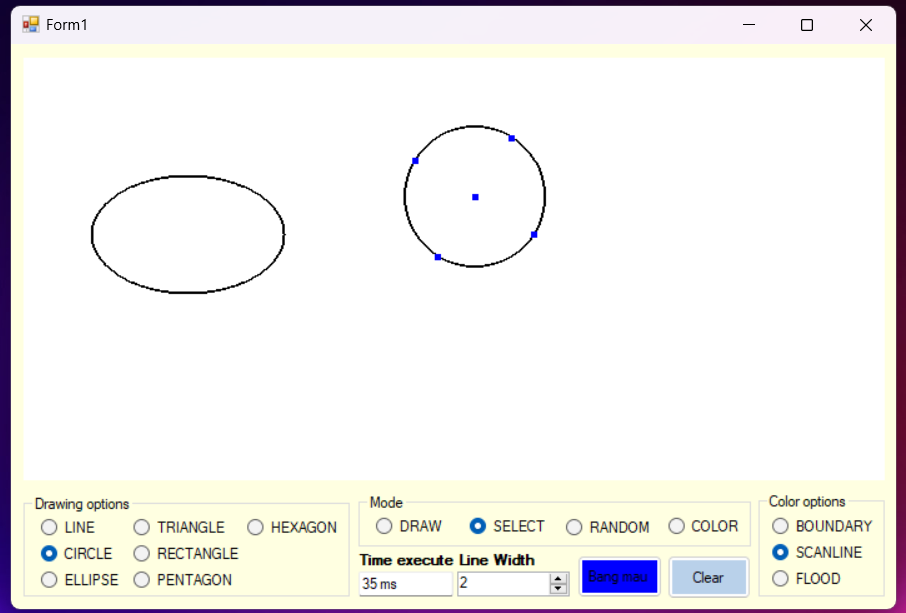 Form1
Drawing options
LINE
TRIANGLE
HEXAGON
CIRCLE
RECTANGLE
ELLIPSE
PENTAGON
Mode
DRAW
SELECT
RANDOM
COLOR
Time execute
Line Width
35 ms
2
Bang mau
Clear
Color options
BOUNDARY
SCANLINE
FLOOD